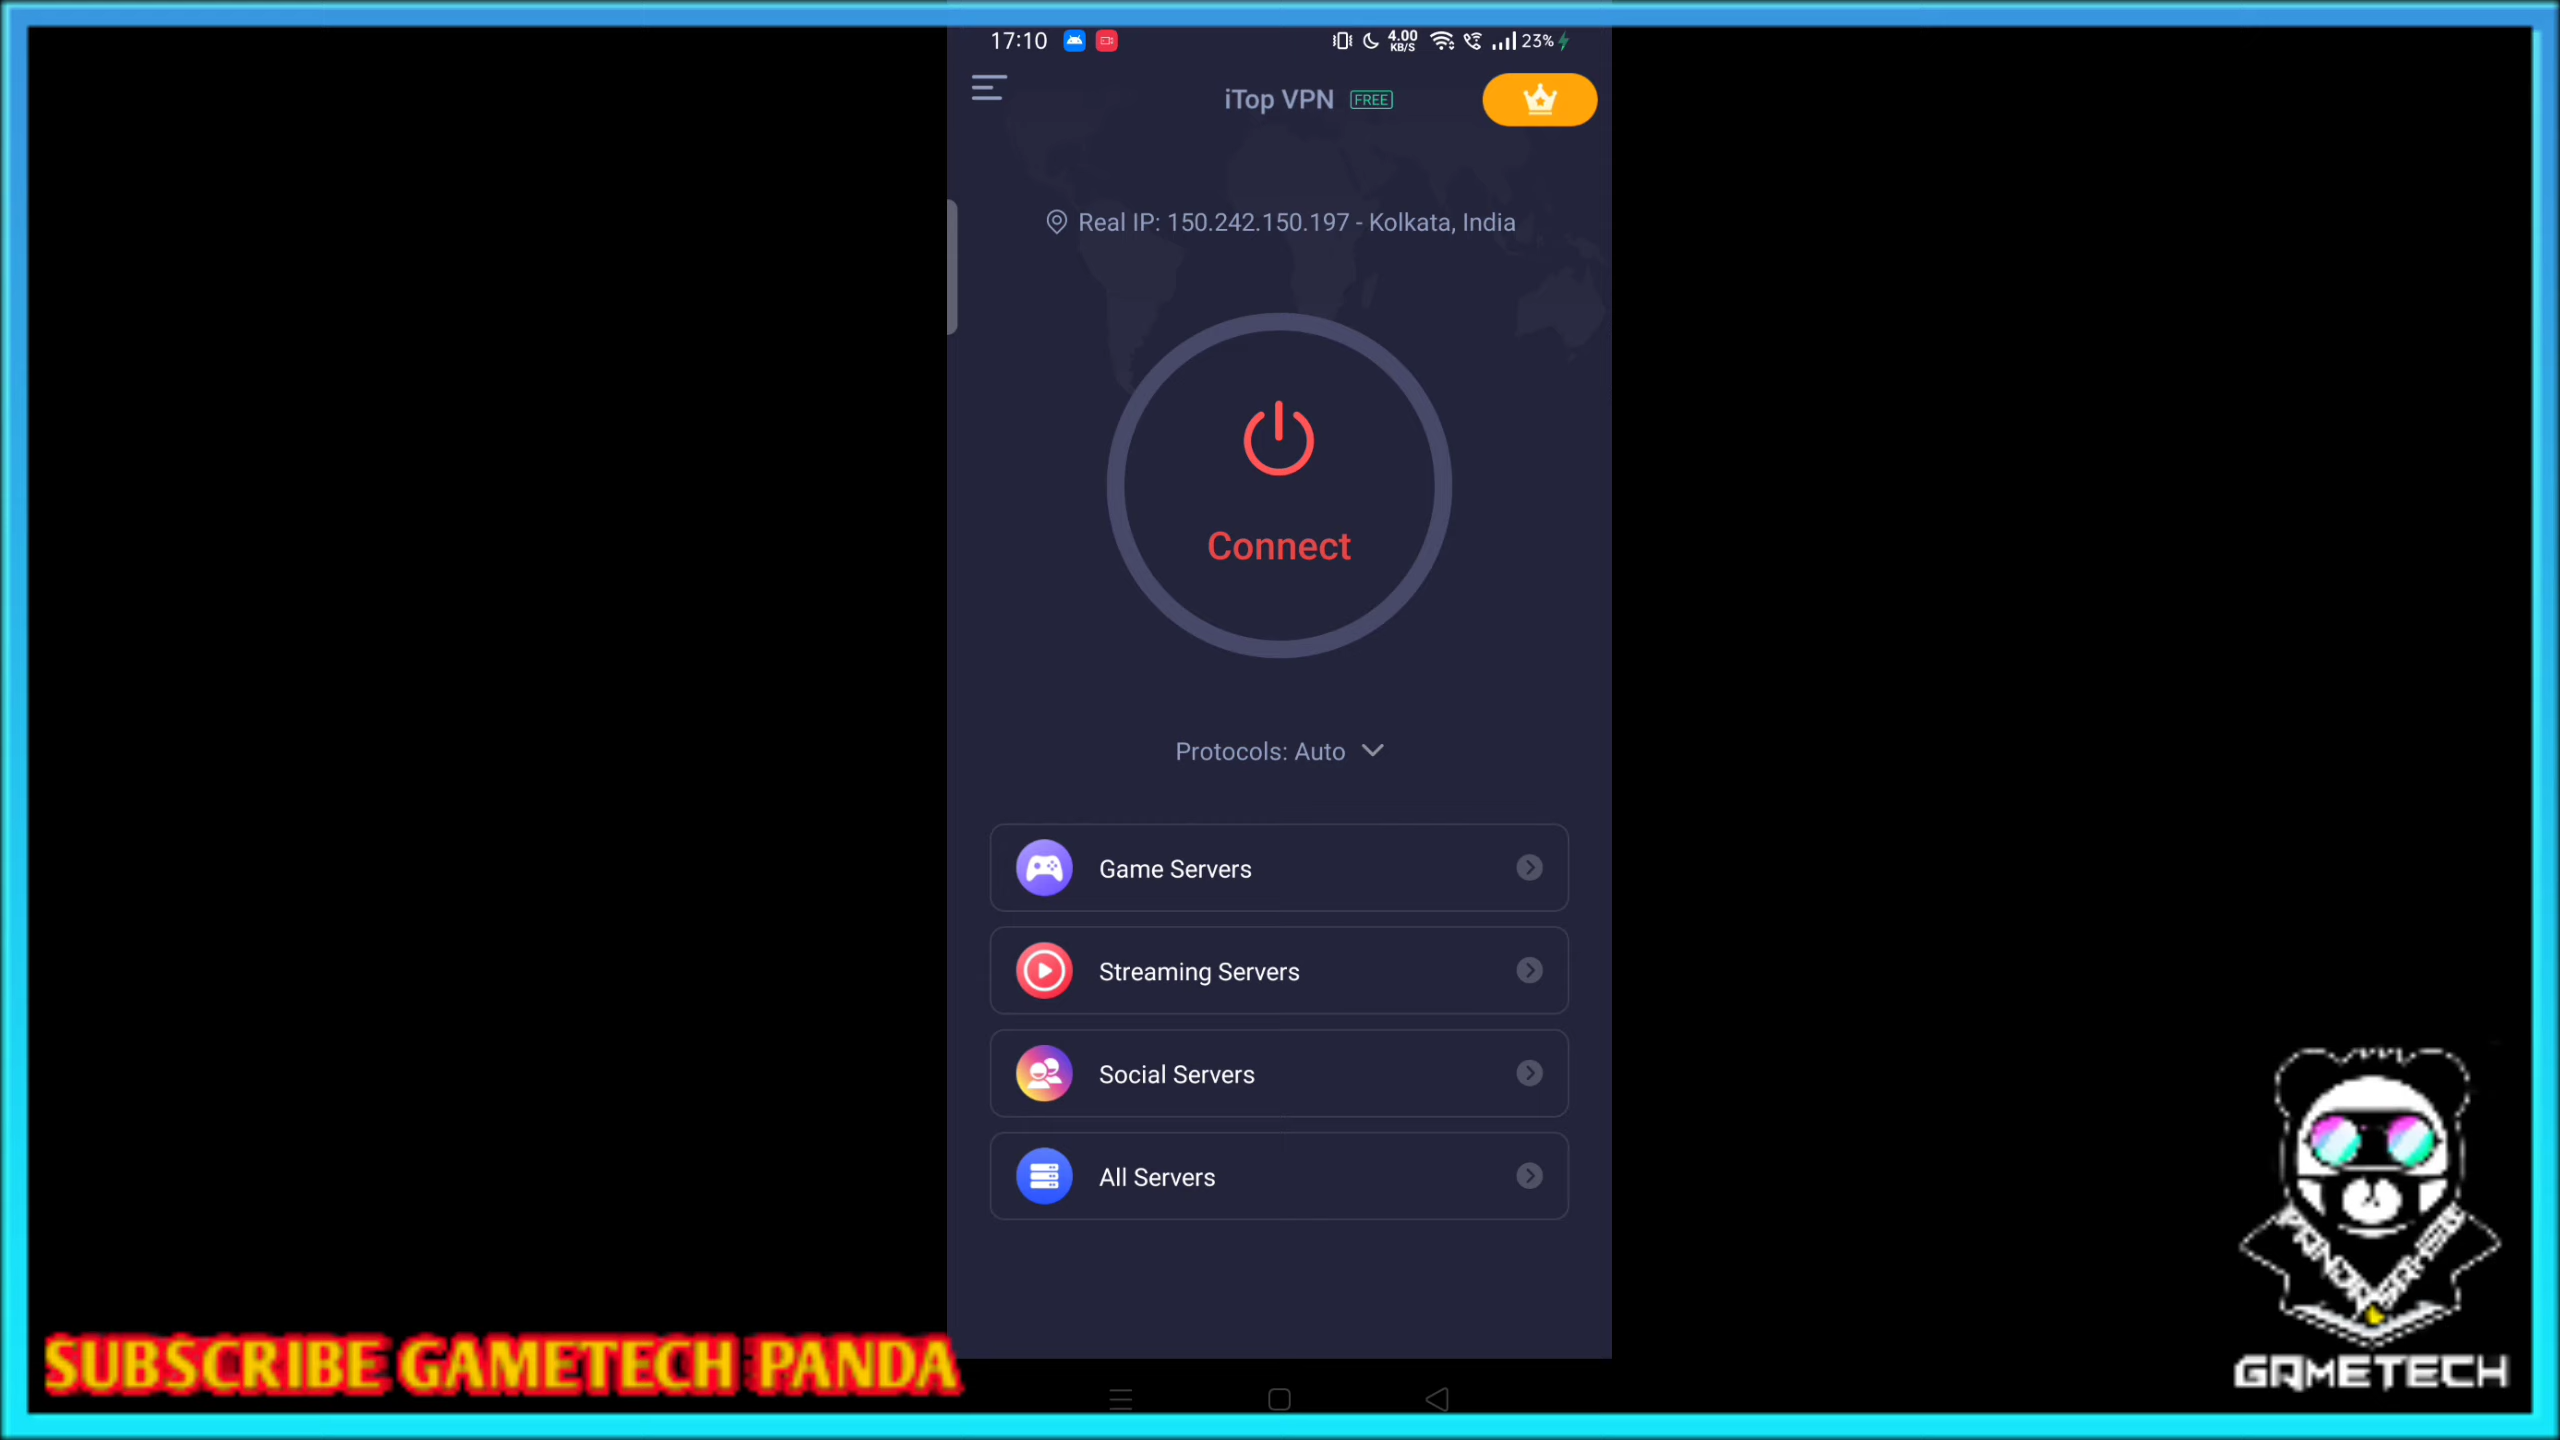 17:10
4.00
KB/S
23%
iTop VPN FREE
Real IP: 150.242.150.197 - Kolkata, India
Connect
Protocols: Auto
Game Servers
Streaming Servers
Social Servers
All Servers
SUBSCRIBE GAMETECH PANDA
GAMETECH